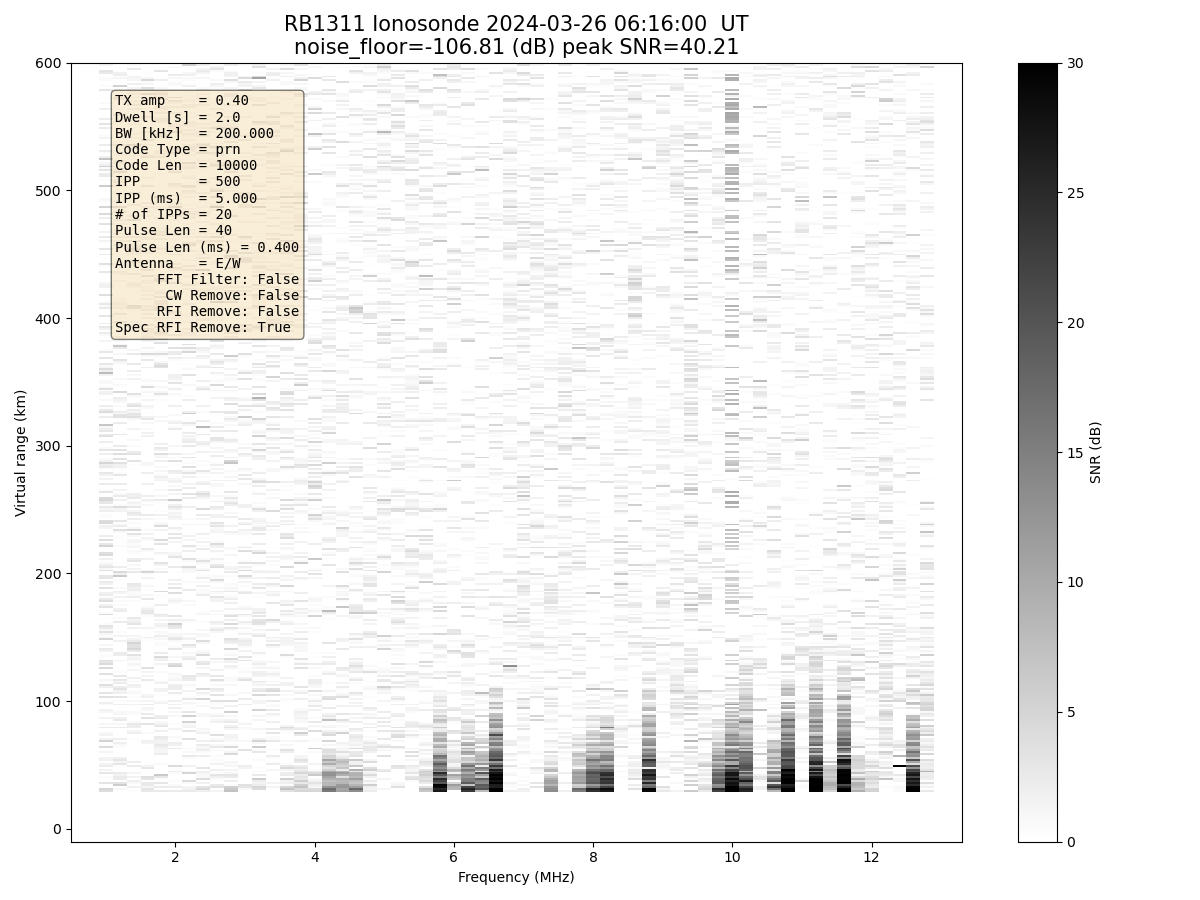 RB1311 Ionosonde 2024-03-26 06:16:00  UT
noise_floor=-106.81 (dB) peak SNR=40.21
TX amp    = 0.40
Dwell [s] = 2.0
BW [kHz]  = 200.000
Code Type = prn
Code Len  = 10000
IPP       = 500
IPP (ms)  = 5.000
# of IPPs = 20
Pulse Len = 40
Pulse Len (ms) = 0.400
Antenna   = E/W
FFT Filter: False
CW Remove: False
RFI Remove: False
Spec RFI Remove: True
600
500
400
300
200
100
0
Virtual range (km)
2
4
6
8
10
12
Frequency (MHz)
30
25
20
15
10
5
0
SNR (dB)